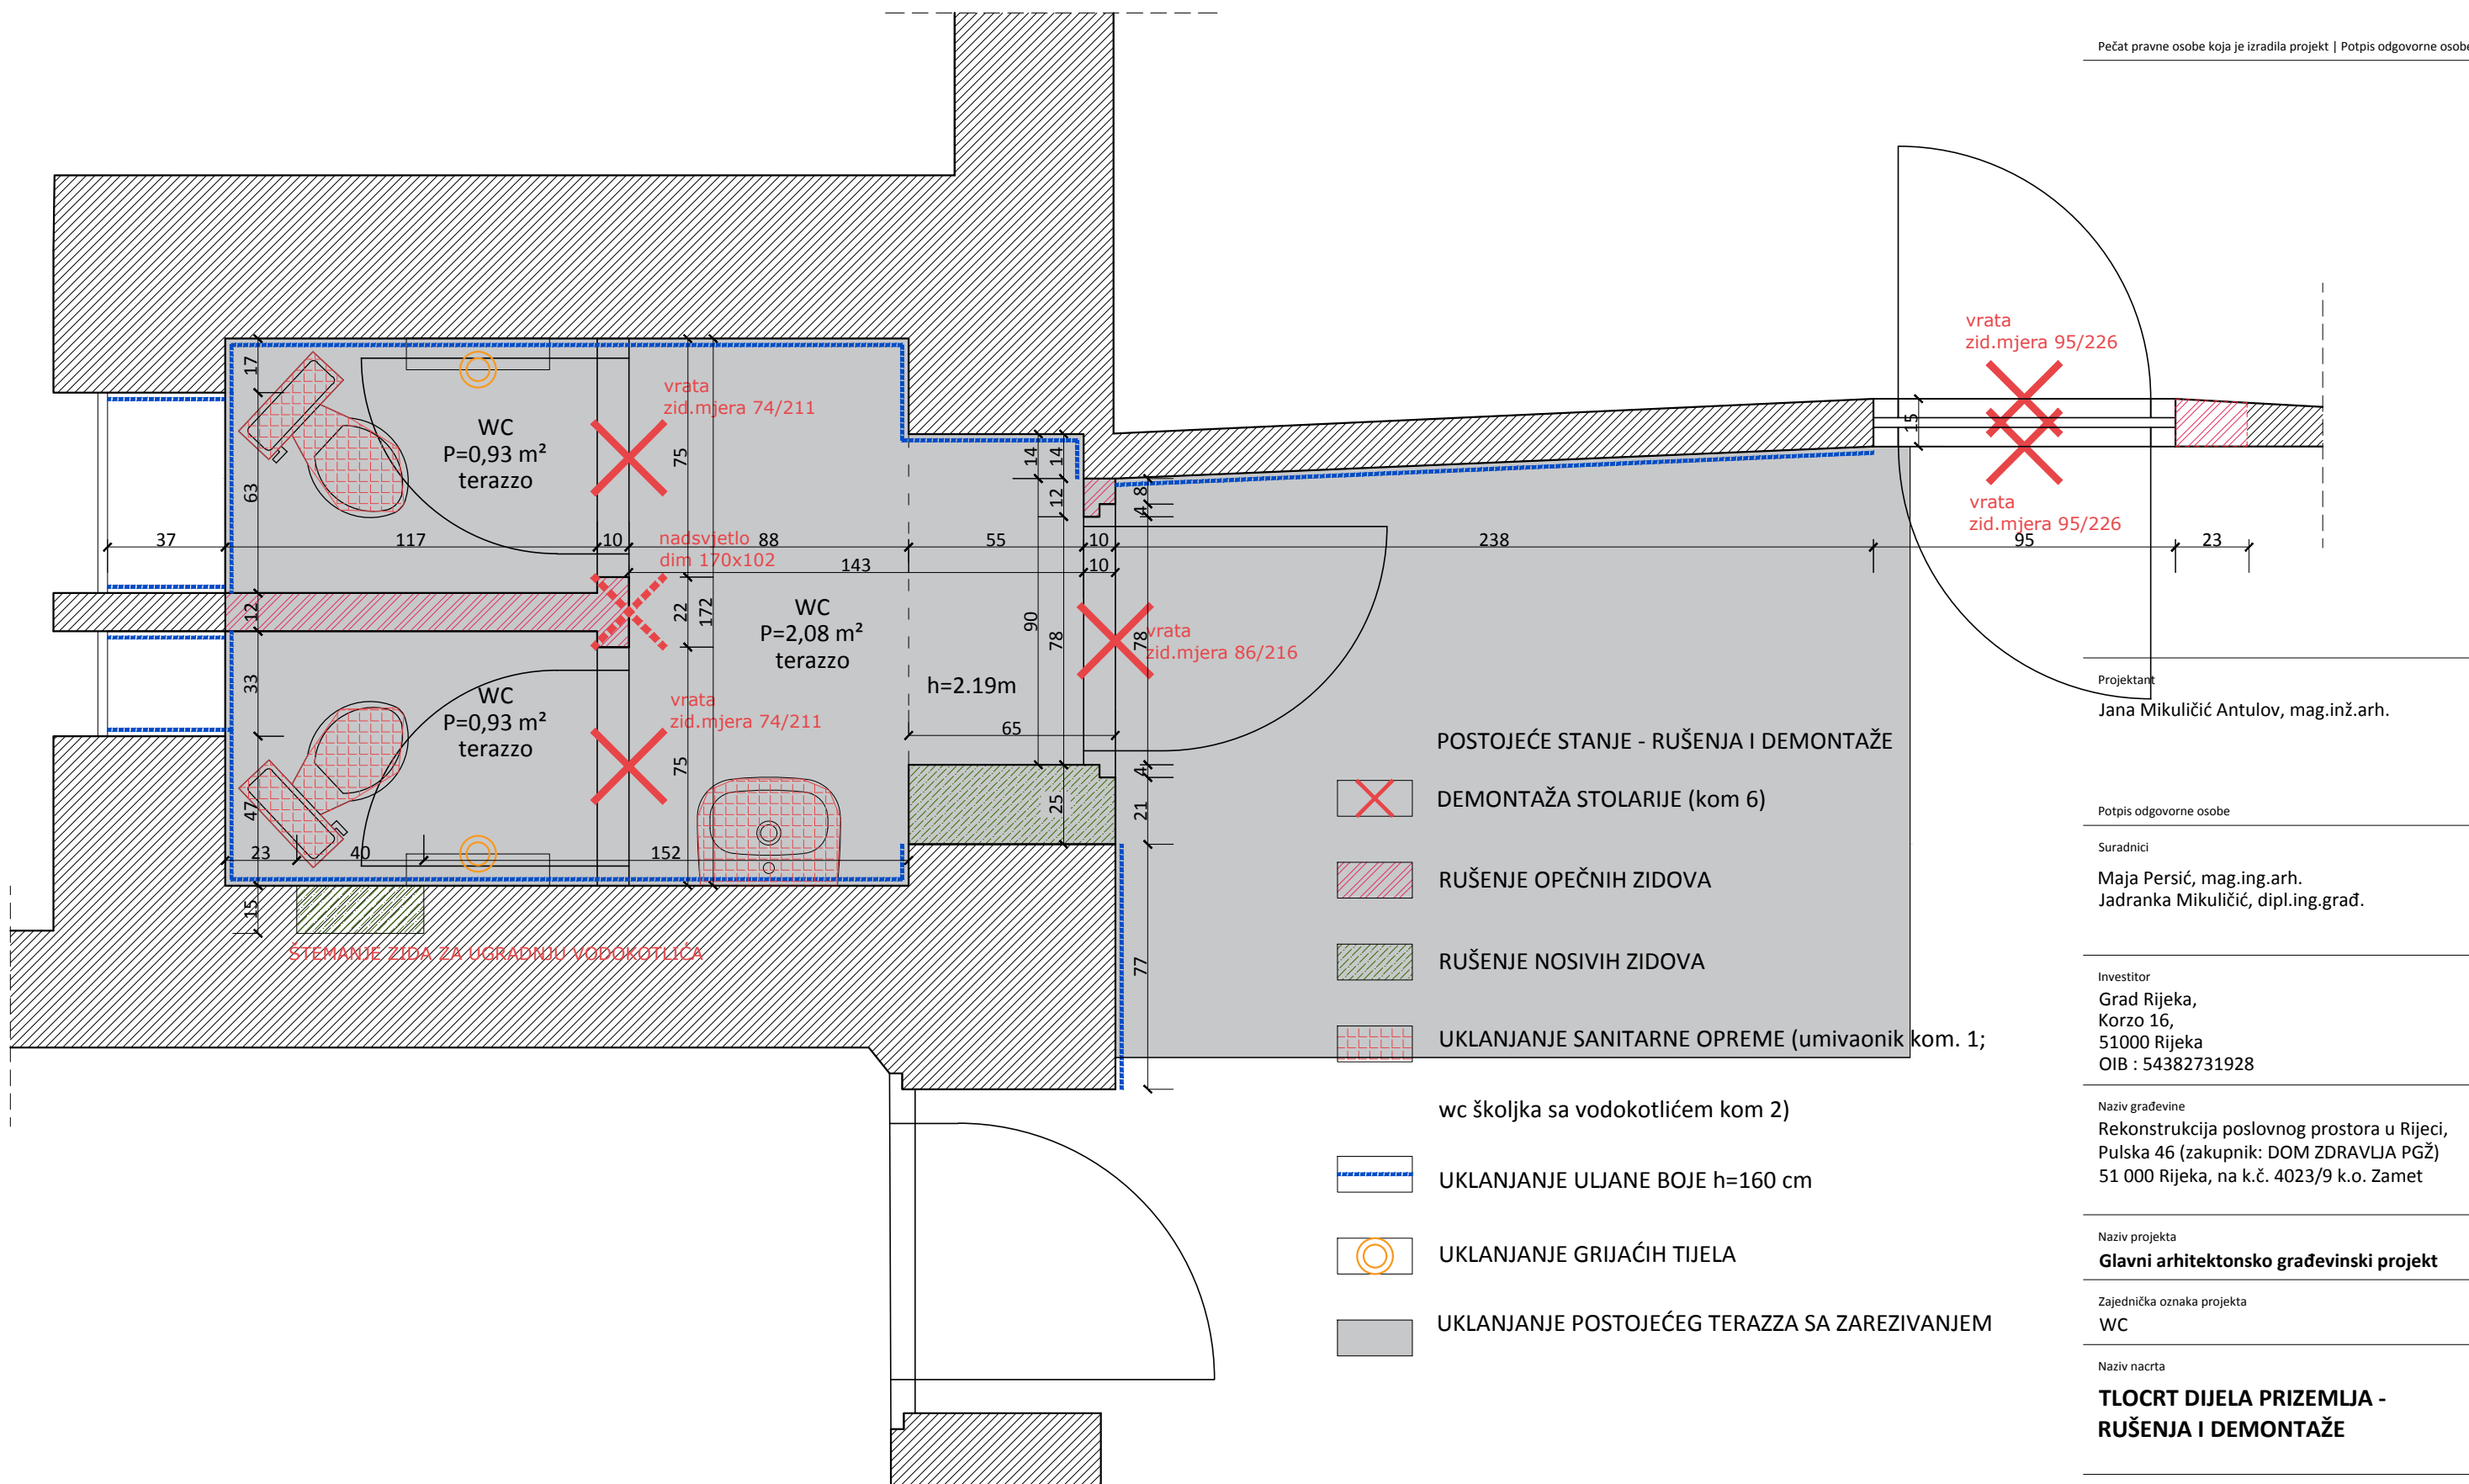 Pečat pravne osobe koja je izradila projekt | Potpis odgovorne osobe
vrata
zid.mjera 95/226
17
vrata
zid.mjera 74/211
15
WC
P=0,93 m²
terazzo
75
14
14
63
12
8
4
vrata
zid.mjera 95/226
37
117
10
nadsvjetlo
dim 170x102
88
55
10
238
95
23
143
10
12
22
172
WC
P=2,08 m²
terazzo
90
78
78
vrata
zid.mjera 86/216
33
WC
P=0,93 m²
terazzo
vrata
zid.mjera 74/211
h=2.19m
65
75
4
47
25
21
23
40
152
15
ŠTEMANJE ZIDA ZA UGRADNJU VODOKOTLIĆA
77
POSTOJEĆE STANJE - RUŠENJA I DEMONTAŽE
DEMONTAŽA STOLARIJE (kom 6)
RUŠENJE OPEČNIH ZIDOVA
RUŠENJE NOSIVIH ZIDOVA
UKLANJANJE SANITARNE OPREME (umivaonik kom. 1;
wc školjka sa vodokotlićem kom 2)
UKLANJANJE ULJANE BOJE h=160 cm
UKLANJANJE GRIJAĆIH TIJELA
UKLANJANJE POSTOJEĆEG TERAZZA SA ZAREZIVANJEM
Projektant
Jana Mikuličić Antulov, mag.inž.arh.
Potpis odgovorne osobe
Suradnici
Maja Persić, mag.ing.arh.
Jadranka Mikuličić, dipl.ing.građ.
Investitor
Grad Rijeka,
Korzo 16,
51000 Rijeka
OIB : 54382731928
Naziv građevine
Rekonstrukcija poslovnog prostora u Rijeci,
Pulska 46 (zakupnik: DOM ZDRAVLJA PGŽ)
51 000 Rijeka, na k.č. 4023/9 k.o. Zamet
Naziv projekta
Glavni arhitektonsko građevinski projekt
Zajednička oznaka projekta
WC
Naziv nacrta
TLOCRT DIJELA PRIZEMLJA -
RUŠENJA I DEMONTAŽE